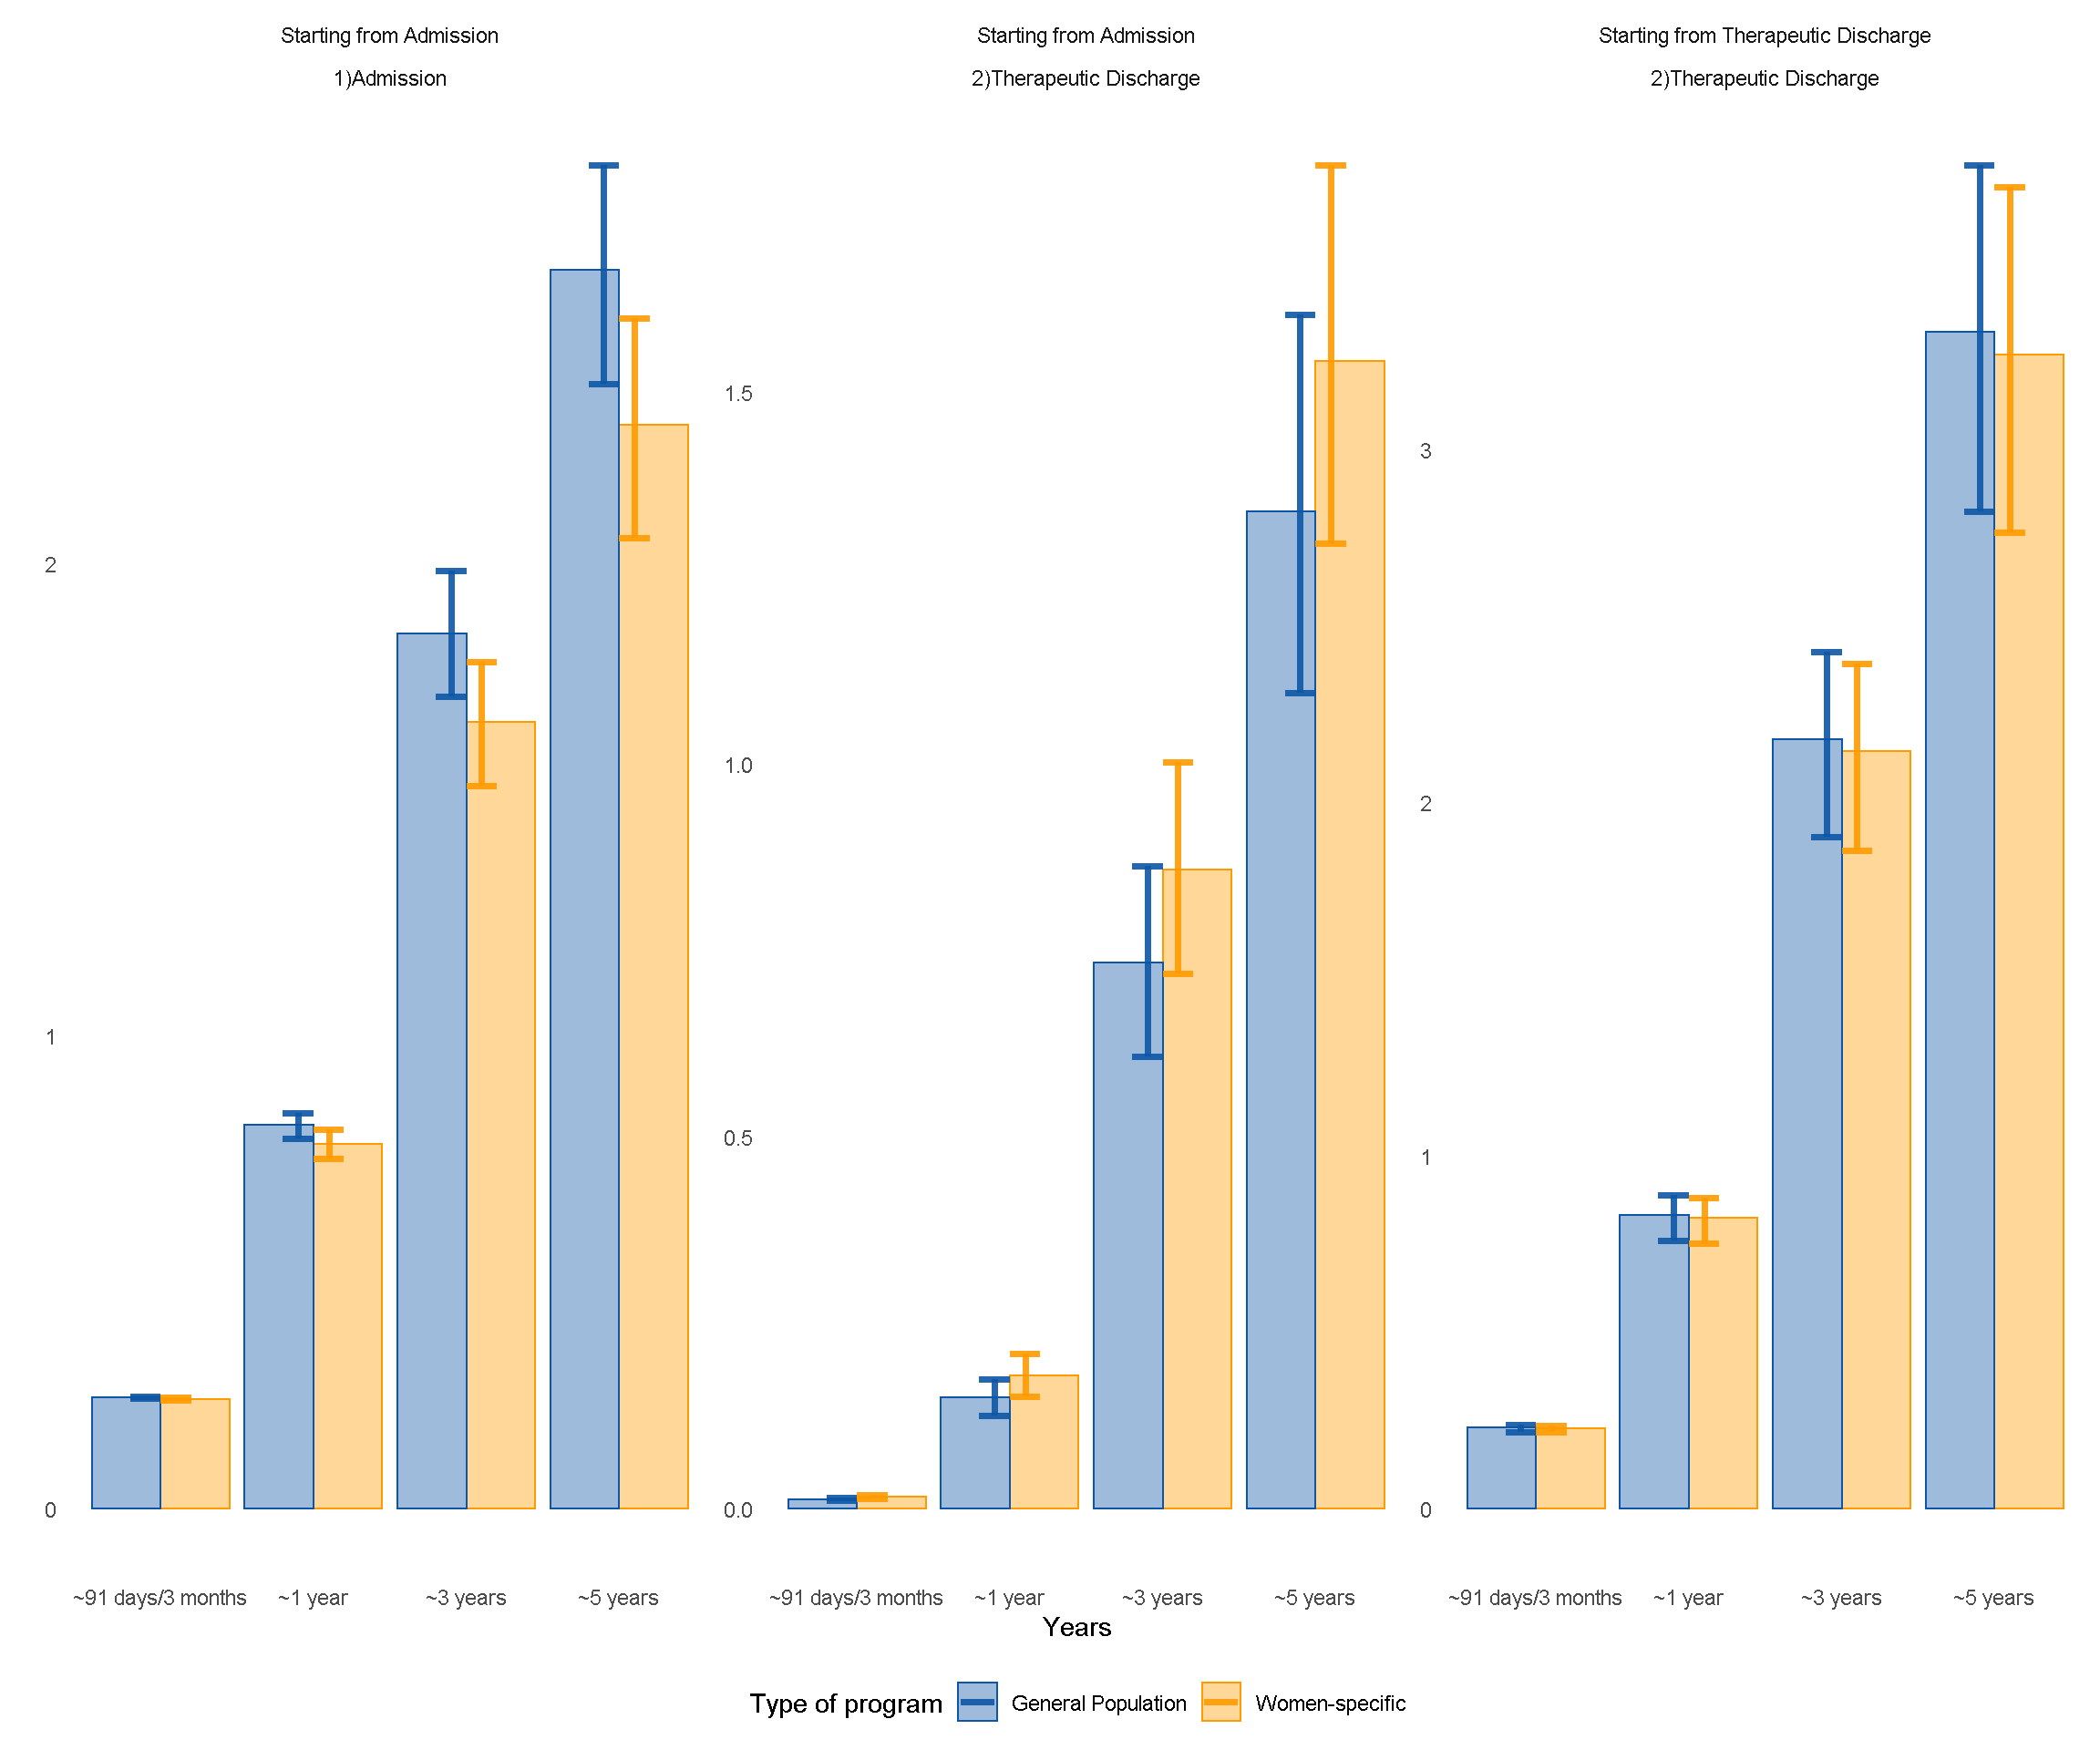 Starting from Admission
1)Admission
Starting from Admission
2)Therapeutic Discharge
Starting from Therapeutic Discharge
2)Therapeutic Discharge
2
1
0
1.5
1.0
0.5
0.0
3
2
1
0
~91 days/3 months ~1 year ~3 years ~5 years
~91 days/3 months ~1 year ~3 years ~5 years
~91 days/3 months ~1 year ~3 years ~5 years
Years
Type of program General Population Women-specific